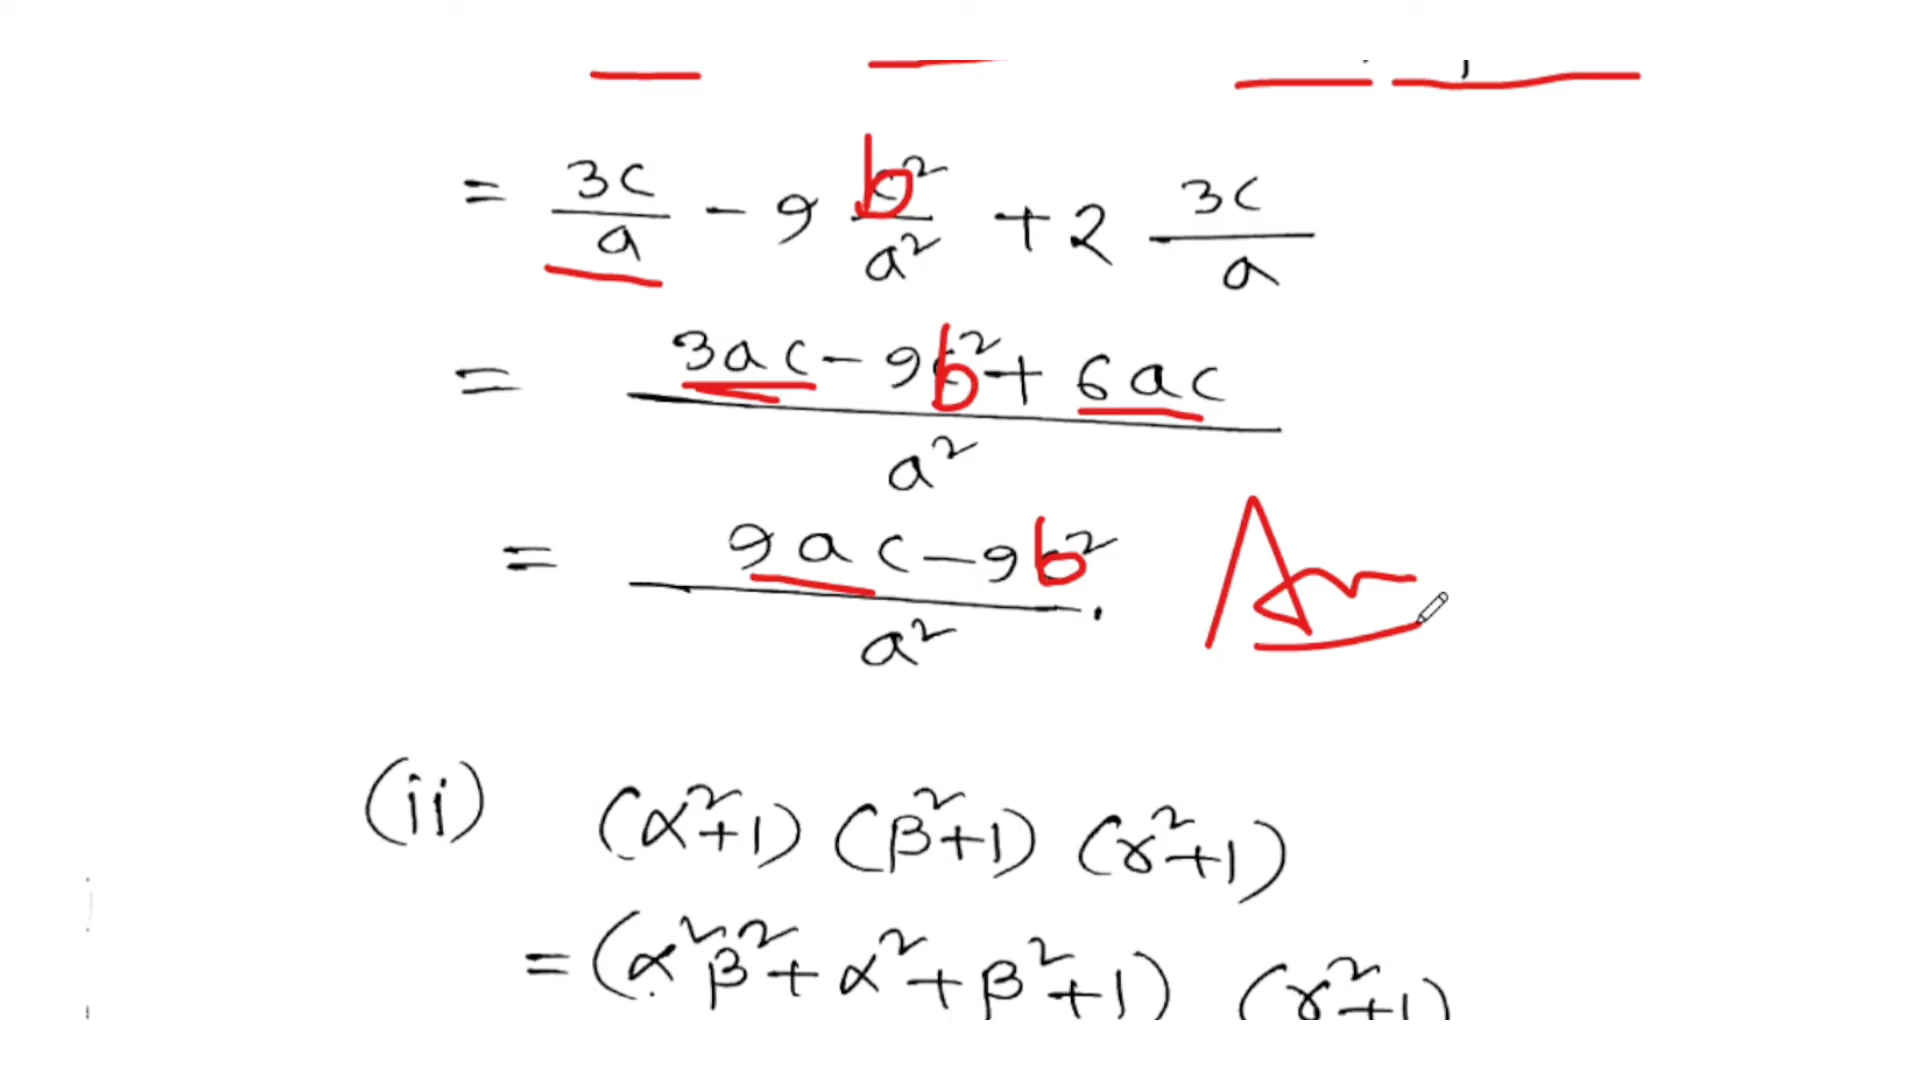 = 3c/a - 9 b²/a² + 2 3c/a
= (3ac - 9b² + 6ac)/a²
= (9ac - 9b²)/a². Ans
(ii) (α²+1) (β²+1) (γ²+1)
= (α²β² + α² + β² + 1) (γ²+1)